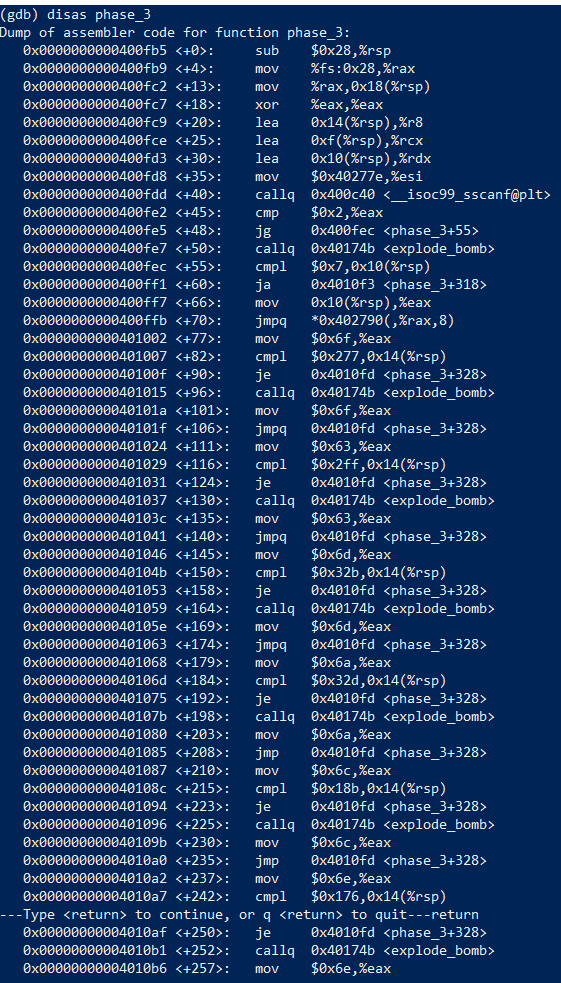 (gdb) disas phase_3
Dump of assembler code for function phase_3:
   0x0000000000400fb5 <+0>:     sub    $0x28,%rsp
   0x0000000000400fb9 <+4>:     mov    %fs:0x28,%rax
   0x0000000000400fc2 <+13>:    mov    %rax,0x18(%rsp)
   0x0000000000400fc7 <+18>:    xor    %eax,%eax
   0x0000000000400fc9 <+20>:    lea    0x14(%rsp),%r8
   0x0000000000400fce <+25>:    lea    0xf(%rsp),%rcx
   0x0000000000400fd3 <+30>:    lea    0x10(%rsp),%rdx
   0x0000000000400fd8 <+35>:    mov    $0x40277e,%esi
   0x0000000000400fdd <+40>:    callq  0x400c40 <__isoc99_sscanf@plt>
   0x0000000000400fe2 <+45>:    cmp    $0x2,%eax
   0x0000000000400fe5 <+48>:    jg     0x400fec <phase_3+55>
   0x0000000000400fe7 <+50>:    callq  0x40174b <explode_bomb>
   0x0000000000400fec <+55>:    cmpl   $0x7,0x10(%rsp)
   0x0000000000400ff1 <+60>:    ja     0x4010f3 <phase_3+318>
   0x0000000000400ff7 <+66>:    mov    0x10(%rsp),%eax
   0x0000000000400ffb <+70>:    jmpq   *0x402790(,%rax,8)
   0x0000000000401002 <+77>:    mov    $0x6f,%eax
   0x0000000000401007 <+82>:    cmpl   $0x277,0x14(%rsp)
   0x000000000040100f <+90>:    je     0x4010fd <phase_3+328>
   0x0000000000401015 <+96>:    callq  0x40174b <explode_bomb>
   0x000000000040101a <+101>:   mov    $0x6f,%eax
   0x000000000040101f <+106>:   jmpq   0x4010fd <phase_3+328>
   0x0000000000401024 <+111>:   mov    $0x63,%eax
   0x0000000000401029 <+116>:   cmpl   $0x2ff,0x14(%rsp)
   0x0000000000401031 <+124>:   je     0x4010fd <phase_3+328>
   0x0000000000401037 <+130>:   callq  0x40174b <explode_bomb>
   0x000000000040103c <+135>:   mov    $0x63,%eax
   0x0000000000401041 <+140>:   jmpq   0x4010fd <phase_3+328>
   0x0000000000401046 <+145>:   mov    $0x6d,%eax
   0x000000000040104b <+150>:   cmpl   $0x32b,0x14(%rsp)
   0x0000000000401053 <+158>:   je     0x4010fd <phase_3+328>
   0x0000000000401059 <+164>:   callq  0x40174b <explode_bomb>
   0x000000000040105e <+169>:   mov    $0x6d,%eax
   0x0000000000401063 <+174>:   jmpq   0x4010fd <phase_3+328>
   0x0000000000401068 <+179>:   mov    $0x6a,%eax
   0x000000000040106d <+184>:   cmpl   $0x32d,0x14(%rsp)
   0x0000000000401075 <+192>:   je     0x4010fd <phase_3+328>
   0x000000000040107b <+198>:   callq  0x40174b <explode_bomb>
   0x0000000000401080 <+203>:   mov    $0x6a,%eax
   0x0000000000401085 <+208>:   jmp    0x4010fd <phase_3+328>
   0x0000000000401087 <+210>:   mov    $0x6c,%eax
   0x000000000040108c <+215>:   cmpl   $0x18b,0x14(%rsp)
   0x0000000000401094 <+223>:   je     0x4010fd <phase_3+328>
   0x0000000000401096 <+225>:   callq  0x40174b <explode_bomb>
   0x000000000040109b <+230>:   mov    $0x6c,%eax
   0x00000000004010a0 <+235>:   jmp    0x4010fd <phase_3+328>
   0x00000000004010a2 <+237>:   mov    $0x6e,%eax
   0x00000000004010a7 <+242>:   cmpl   $0x176,0x14(%rsp)
---Type <return> to continue, or q <return> to quit---return
   0x00000000004010af <+250>:   je     0x4010fd <phase_3+328>
   0x00000000004010b1 <+252>:   callq  0x40174b <explode_bomb>
   0x00000000004010b6 <+257>:   mov    $0x6e,%eax